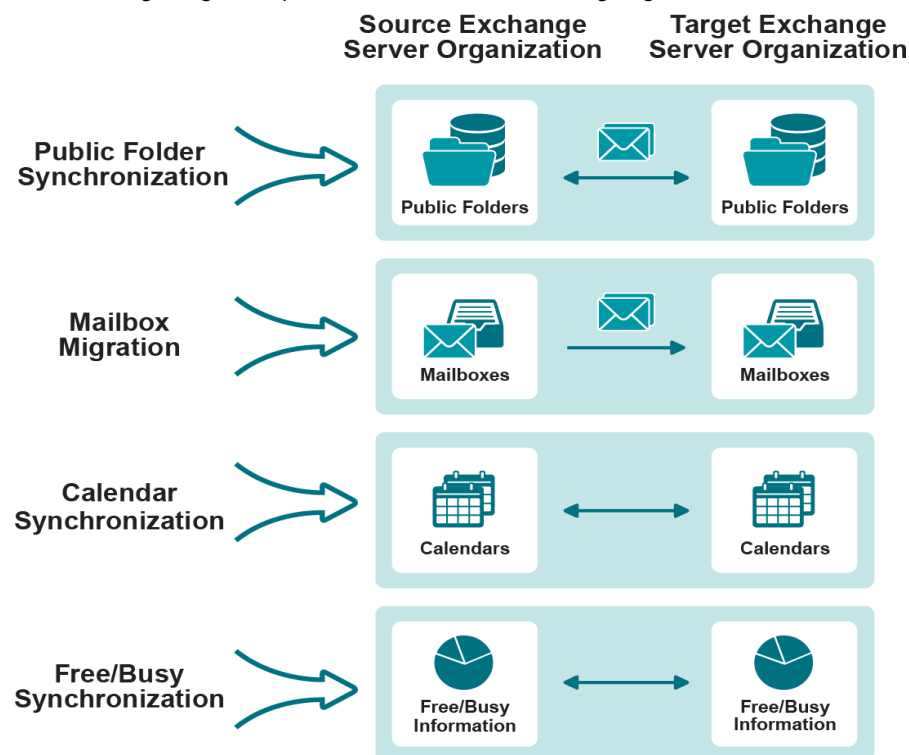 Source Exchange
Server Organization
Target Exchange
Server Organization
Public Folder
Synchronization
Public Folders
Public Folders
Mailbox
Migration
Mailboxes
Mailboxes
Calendar
Synchronization
Calendars
Calendars
Free/Busy
Synchronization
Free/Busy
Information
Free/Busy
Information